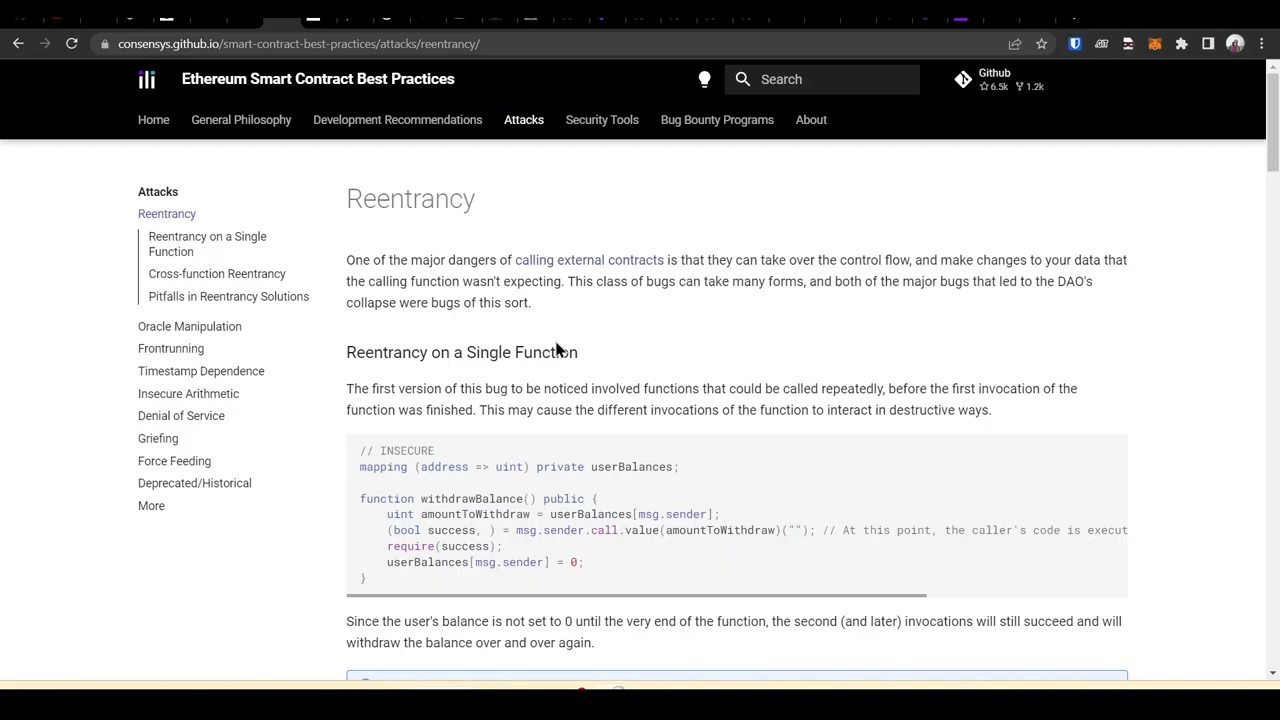 consensys.github.io/smart-contract-best-practices/attacks/reentrancy/
Ethereum Smart Contract Best Practices
Search
Github
6.5k 1.2k
Home General Philosophy Development Recommendations Attacks Security Tools Bug Bounty Programs About
Attacks
Reentrancy
Reentrancy on a Single
Function
Cross-function Reentrancy
Pitfalls in Reentrancy Solutions
Oracle Manipulation
Frontrunning
Timestamp Dependence
Insecure Arithmetic
Denial of Service
Griefing
Force Feeding
Deprecated/Historical
More
Reentrancy
One of the major dangers of calling external contracts is that they can take over the control flow, and make changes to your data that
the calling function wasn't expecting. This class of bugs can take many forms, and both of the major bugs that led to the DAO's
collapse were bugs of this sort.
Reentrancy on a Single Function
The first version of this bug to be noticed involved functions that could be called repeatedly, before the first invocation of the
function was finished. This may cause the different invocations of the function to interact in destructive ways.
// INSECURE
mapping (address => uint) private userBalances;
function withdrawBalance() public {
uint amountToWithdraw = userBalances[msg.sender];
(bool success, ) = msg.sender.call.value(amountToWithdraw)(""); // At this point, the caller's code is execut
require(success);
userBalances[msg.sender] = 0;
}
Since the user's balance is not set to 0 until the very end of the function, the second (and later) invocations will still succeed and will
withdraw the balance over and over again.